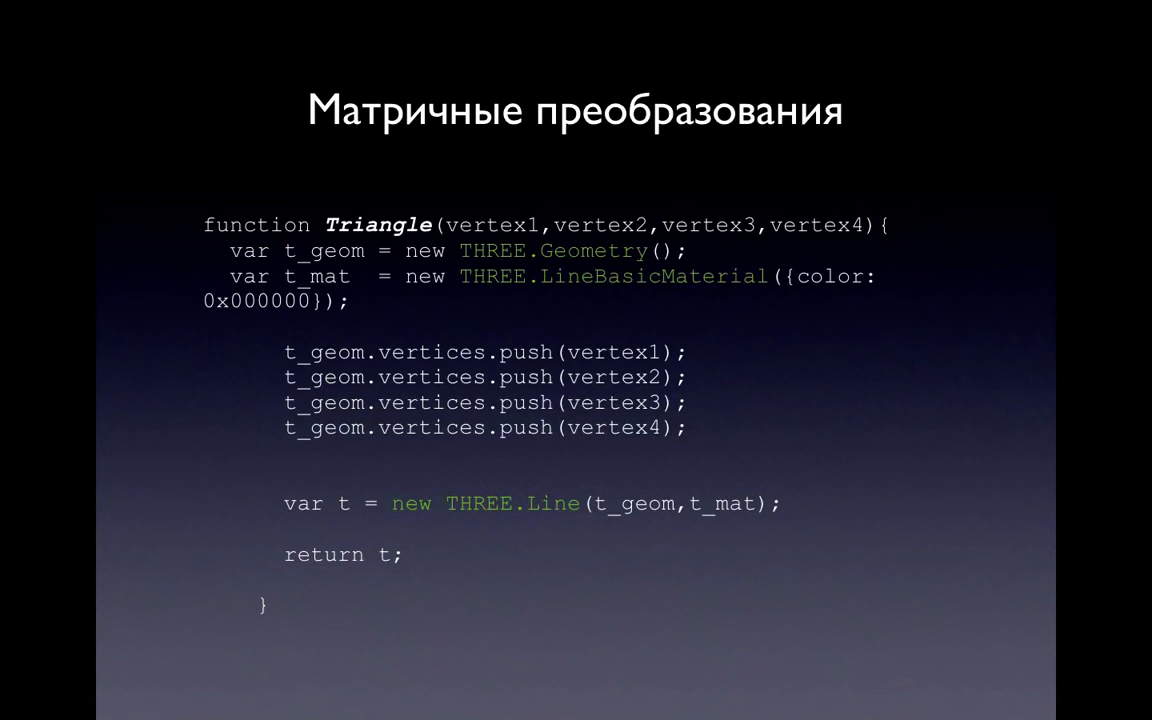 Матричные преобразования
function Triangle(vertex1,vertex2,vertex3,vertex4){
var t_geom = new THREE.Geometry();
var t_mat  = new THREE.LineBasicMaterial({color:
0x000000});
t_geom.vertices.push(vertex1);
t_geom.vertices.push(vertex2);
t_geom.vertices.push(vertex3);
t_geom.vertices.push(vertex4);
var t = new THREE.Line(t_geom,t_mat);
return t;
}